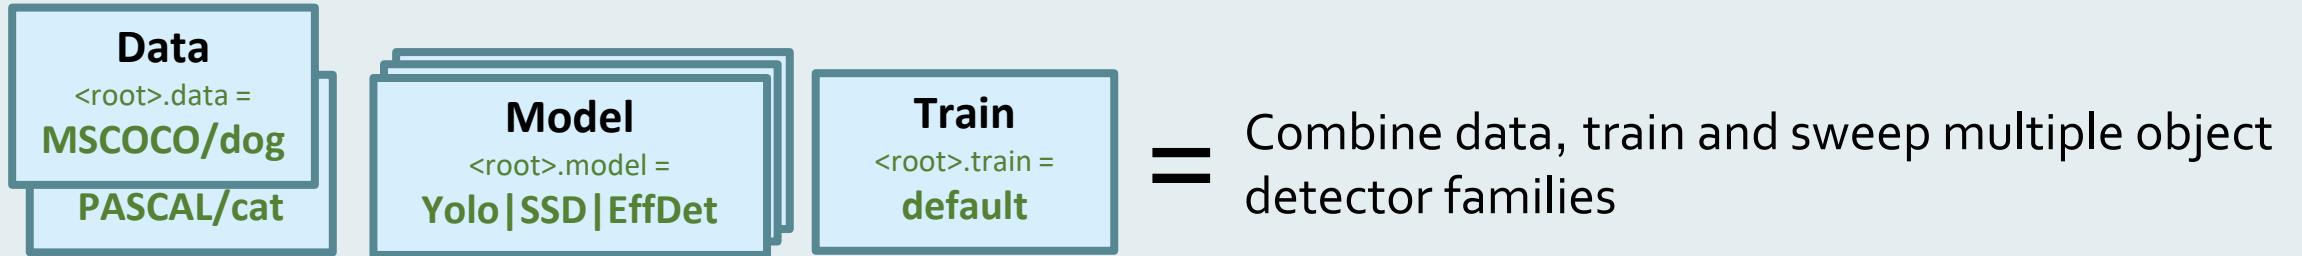 Data
<root>.data =
MSCOCO/dog
PASCAL/cat
Model
<root>.model =
Yolo|SSD|EffDet
Train
<root>.train =
default
=
Combine data, train and sweep multiple object
detector families